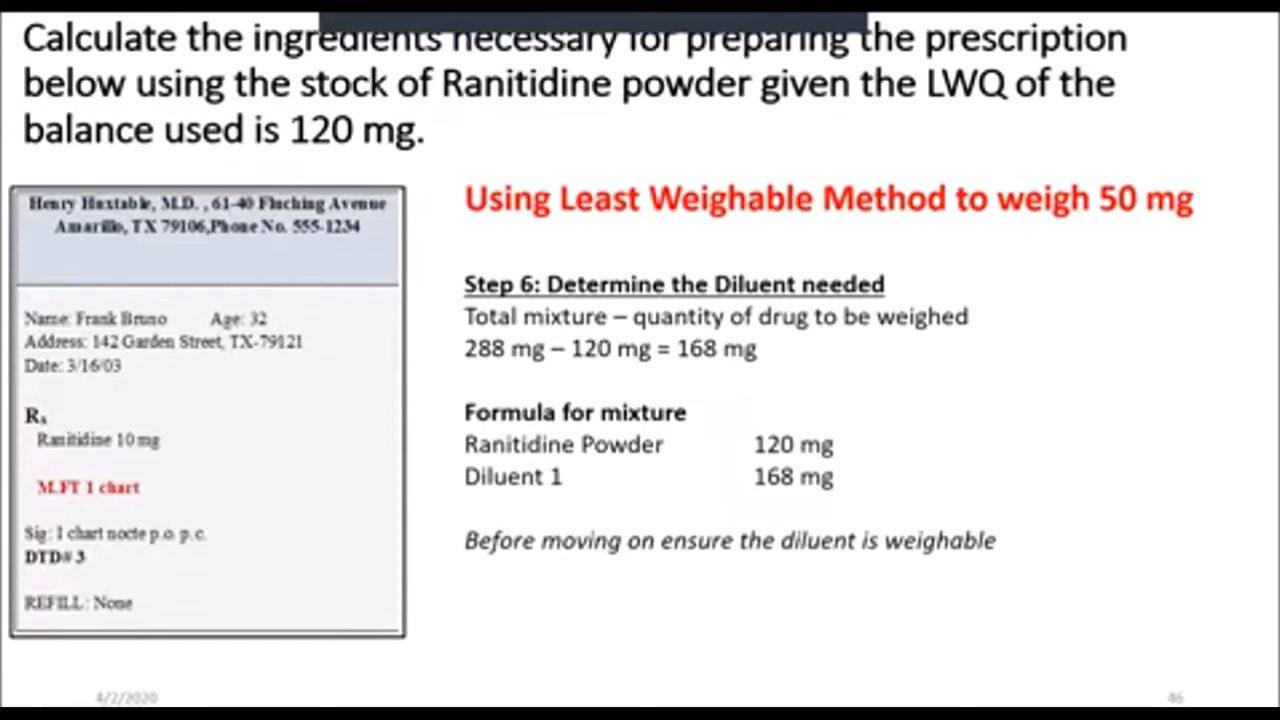 Calculate the ingredients necessary for preparing the prescription
below using the stock of Ranitidine powder given the LWQ of the
balance used is 120 mg.
Henry Huxtable, M.D. , 61-40 Fluching Avenue
Amarillo, TX 79106,Phone No. 555-1234
Name: Frank Bruno Age: 32
Address: 142 Garden Street, TX-79121
Date: 3/16/03
Rx
Ranitidine 10 mg
M.FT 1 chart
Sig: 1 chart nocte p.o. p.c.
DTD# 3
REFILL: None
Using Least Weighable Method to weigh 50 mg
Step 6: Determine the Diluent needed
Total mixture – quantity of drug to be weighed
288 mg – 120 mg = 168 mg
Formula for mixture
Ranitidine Powder 120 mg
Diluent 1 168 mg
Before moving on ensure the diluent is weighable
4/2/2020
46